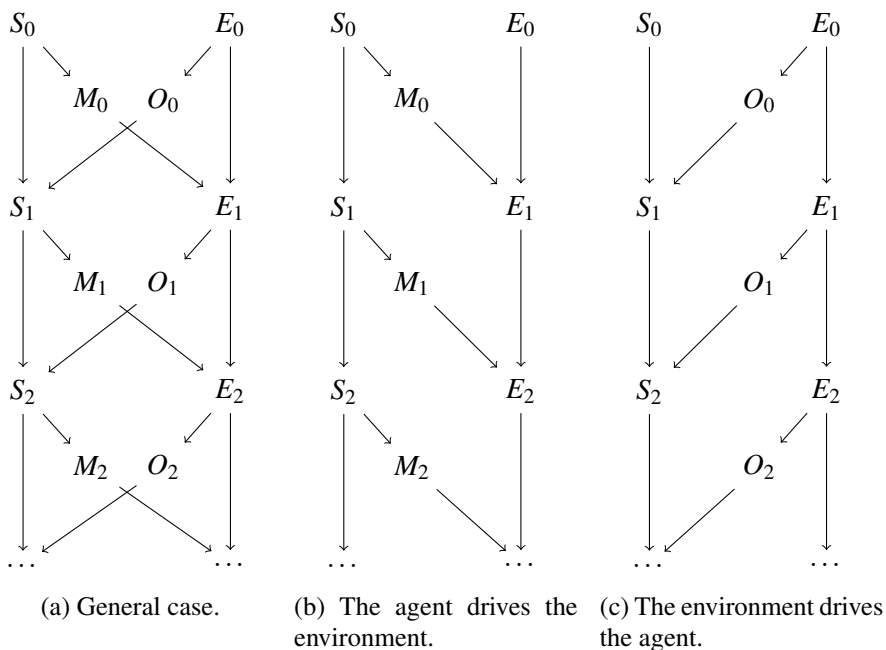 S₀ E₀ S₀ E₀ S₀ E₀
M₀ O₀ M₀ O₀
S₁ E₁ S₁ E₁ S₁ E₁
M₁ O₁ M₁ O₁
S₂ E₂ S₂ E₂ S₂ E₂
M₂ O₂ M₂ O₂
... ... ... ... ... ...
(a) General case.
(b) The agent drives the
environment.
(c) The environment drives
the agent.